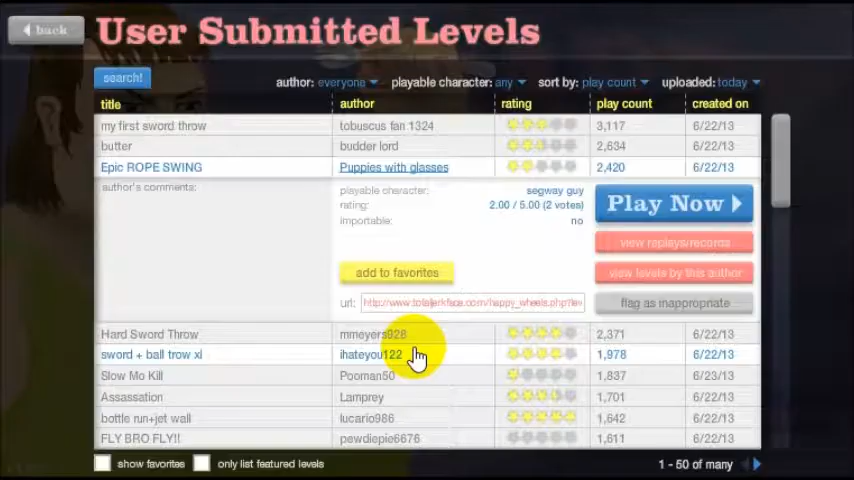 back
User Submitted Levels
search!
author: everyone playable character: any sort by: play count uploaded: today
title author rating play count created on
my first sword throw tobuscus fan 1324 3,117 6/22/13
butter budder lord 2,634 6/22/13
Epic ROPE SWING Puppies with glasses 2,420 6/22/13
author's comments:
playable character: segway guy
rating: 2.00 / 5.00 (2 votes)
importable: no
Play Now
view replays/records
add to favorites
view levels by this author
url: http://www.totaljerkface.com/happy_wheels.php?lev
flag as inappropriate
Hard Sword Throw mmeyers928 2,371 6/22/13
sword + ball trow xl ihateyou122 1,978 6/22/13
Slow Mo Kill Pooman50 1,837 6/23/13
Assassation Lamprey 1,701 6/22/13
bottle run+jet wall lucario986 1,642 6/22/13
FLY BRO FLY!! pewdiepie6676 1,611 6/22/13
show favorites only list featured levels 1 - 50 of many